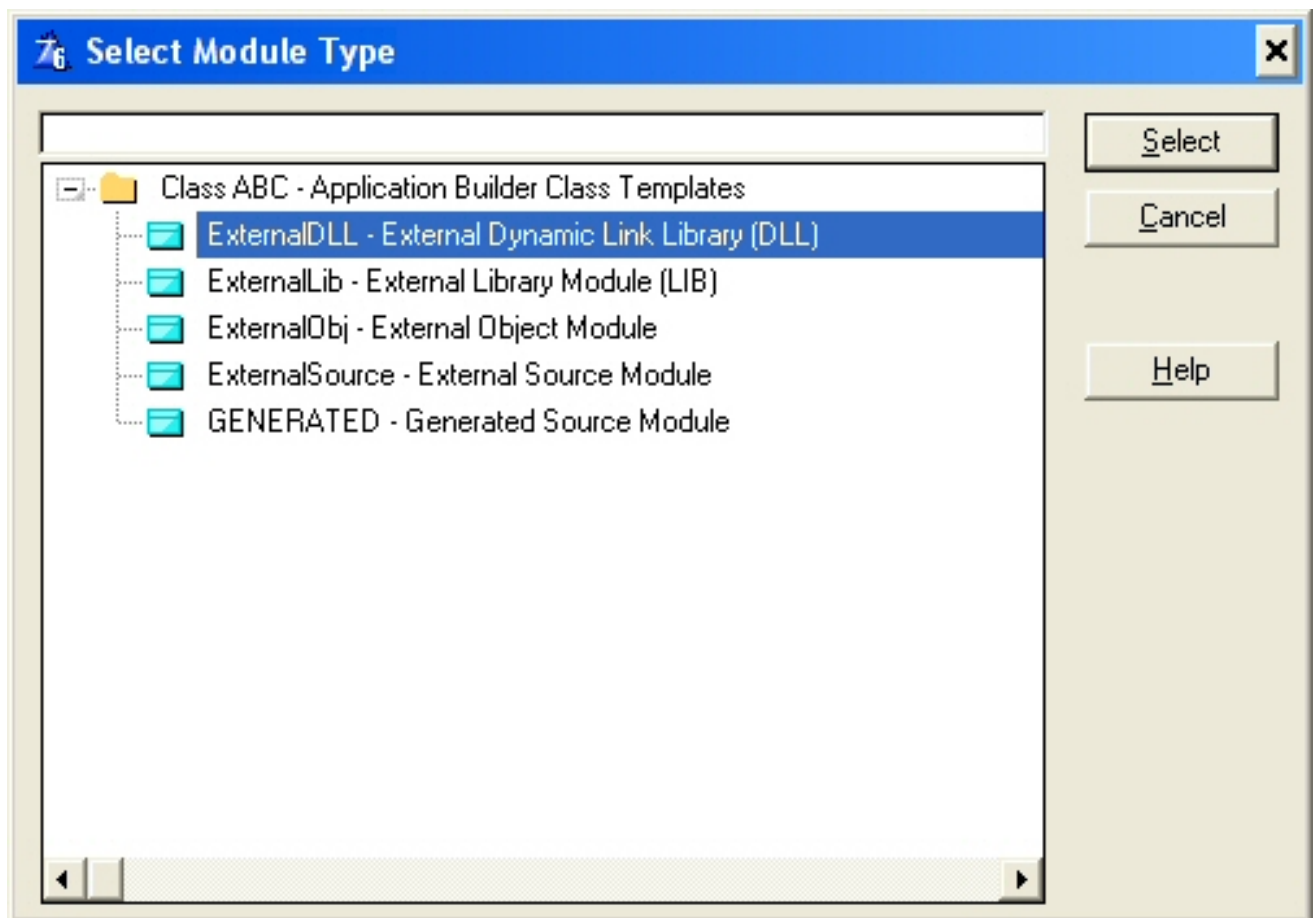 Select Module Type
Select
Class ABC - Application Builder Class Templates
Cancel
ExternalDLL - External Dynamic Link Library (DLL)
ExternalLib - External Library Module (LIB)
ExternalObj - External Object Module
ExternalSource - External Source Module
Help
GENERATED - Generated Source Module